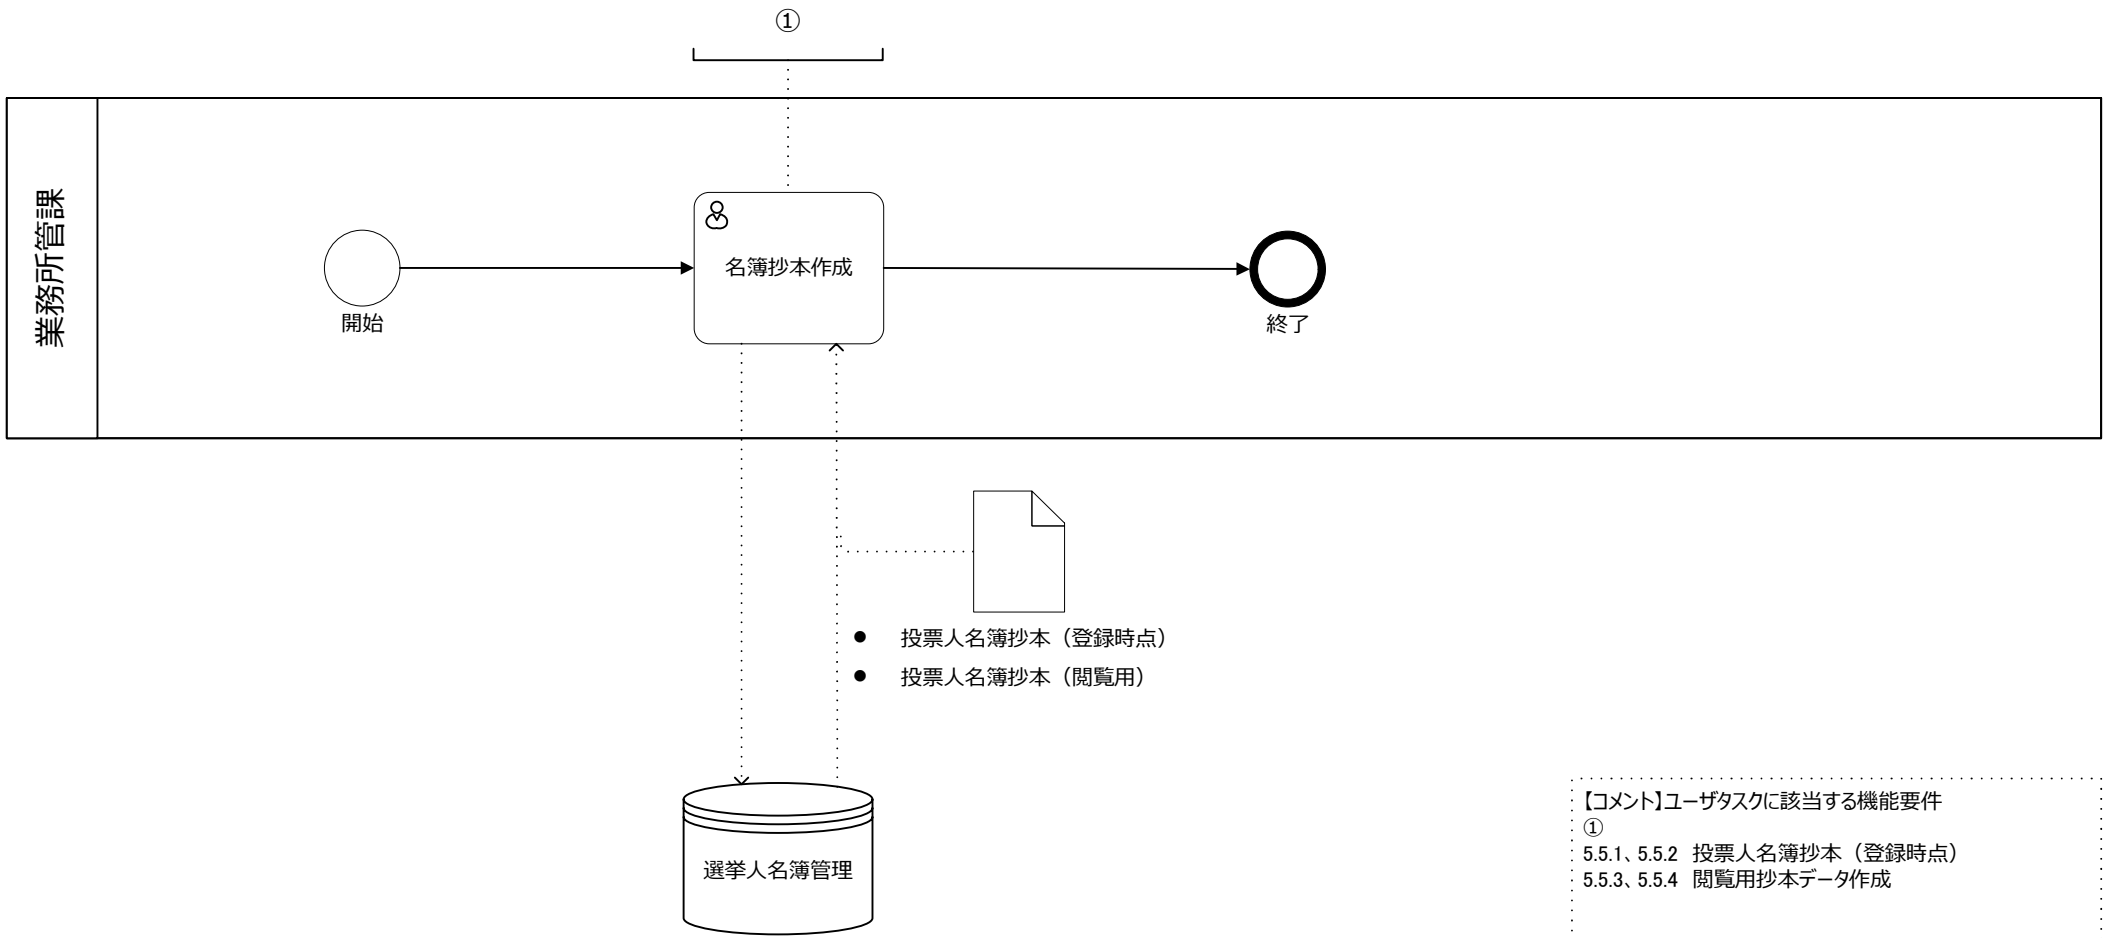 ①
業務所管課
名簿抄本作成
開始
終了
● 投票人名簿抄本（登録時点）
● 投票人名簿抄本（閲覧用）
選挙人名簿管理
【コメント】ユーザタスクに該当する機能要件
①
5.5.1、5.5.2 投票人名簿抄本（登録時点）
5.5.3、5.5.4 閲覧用抄本データ作成